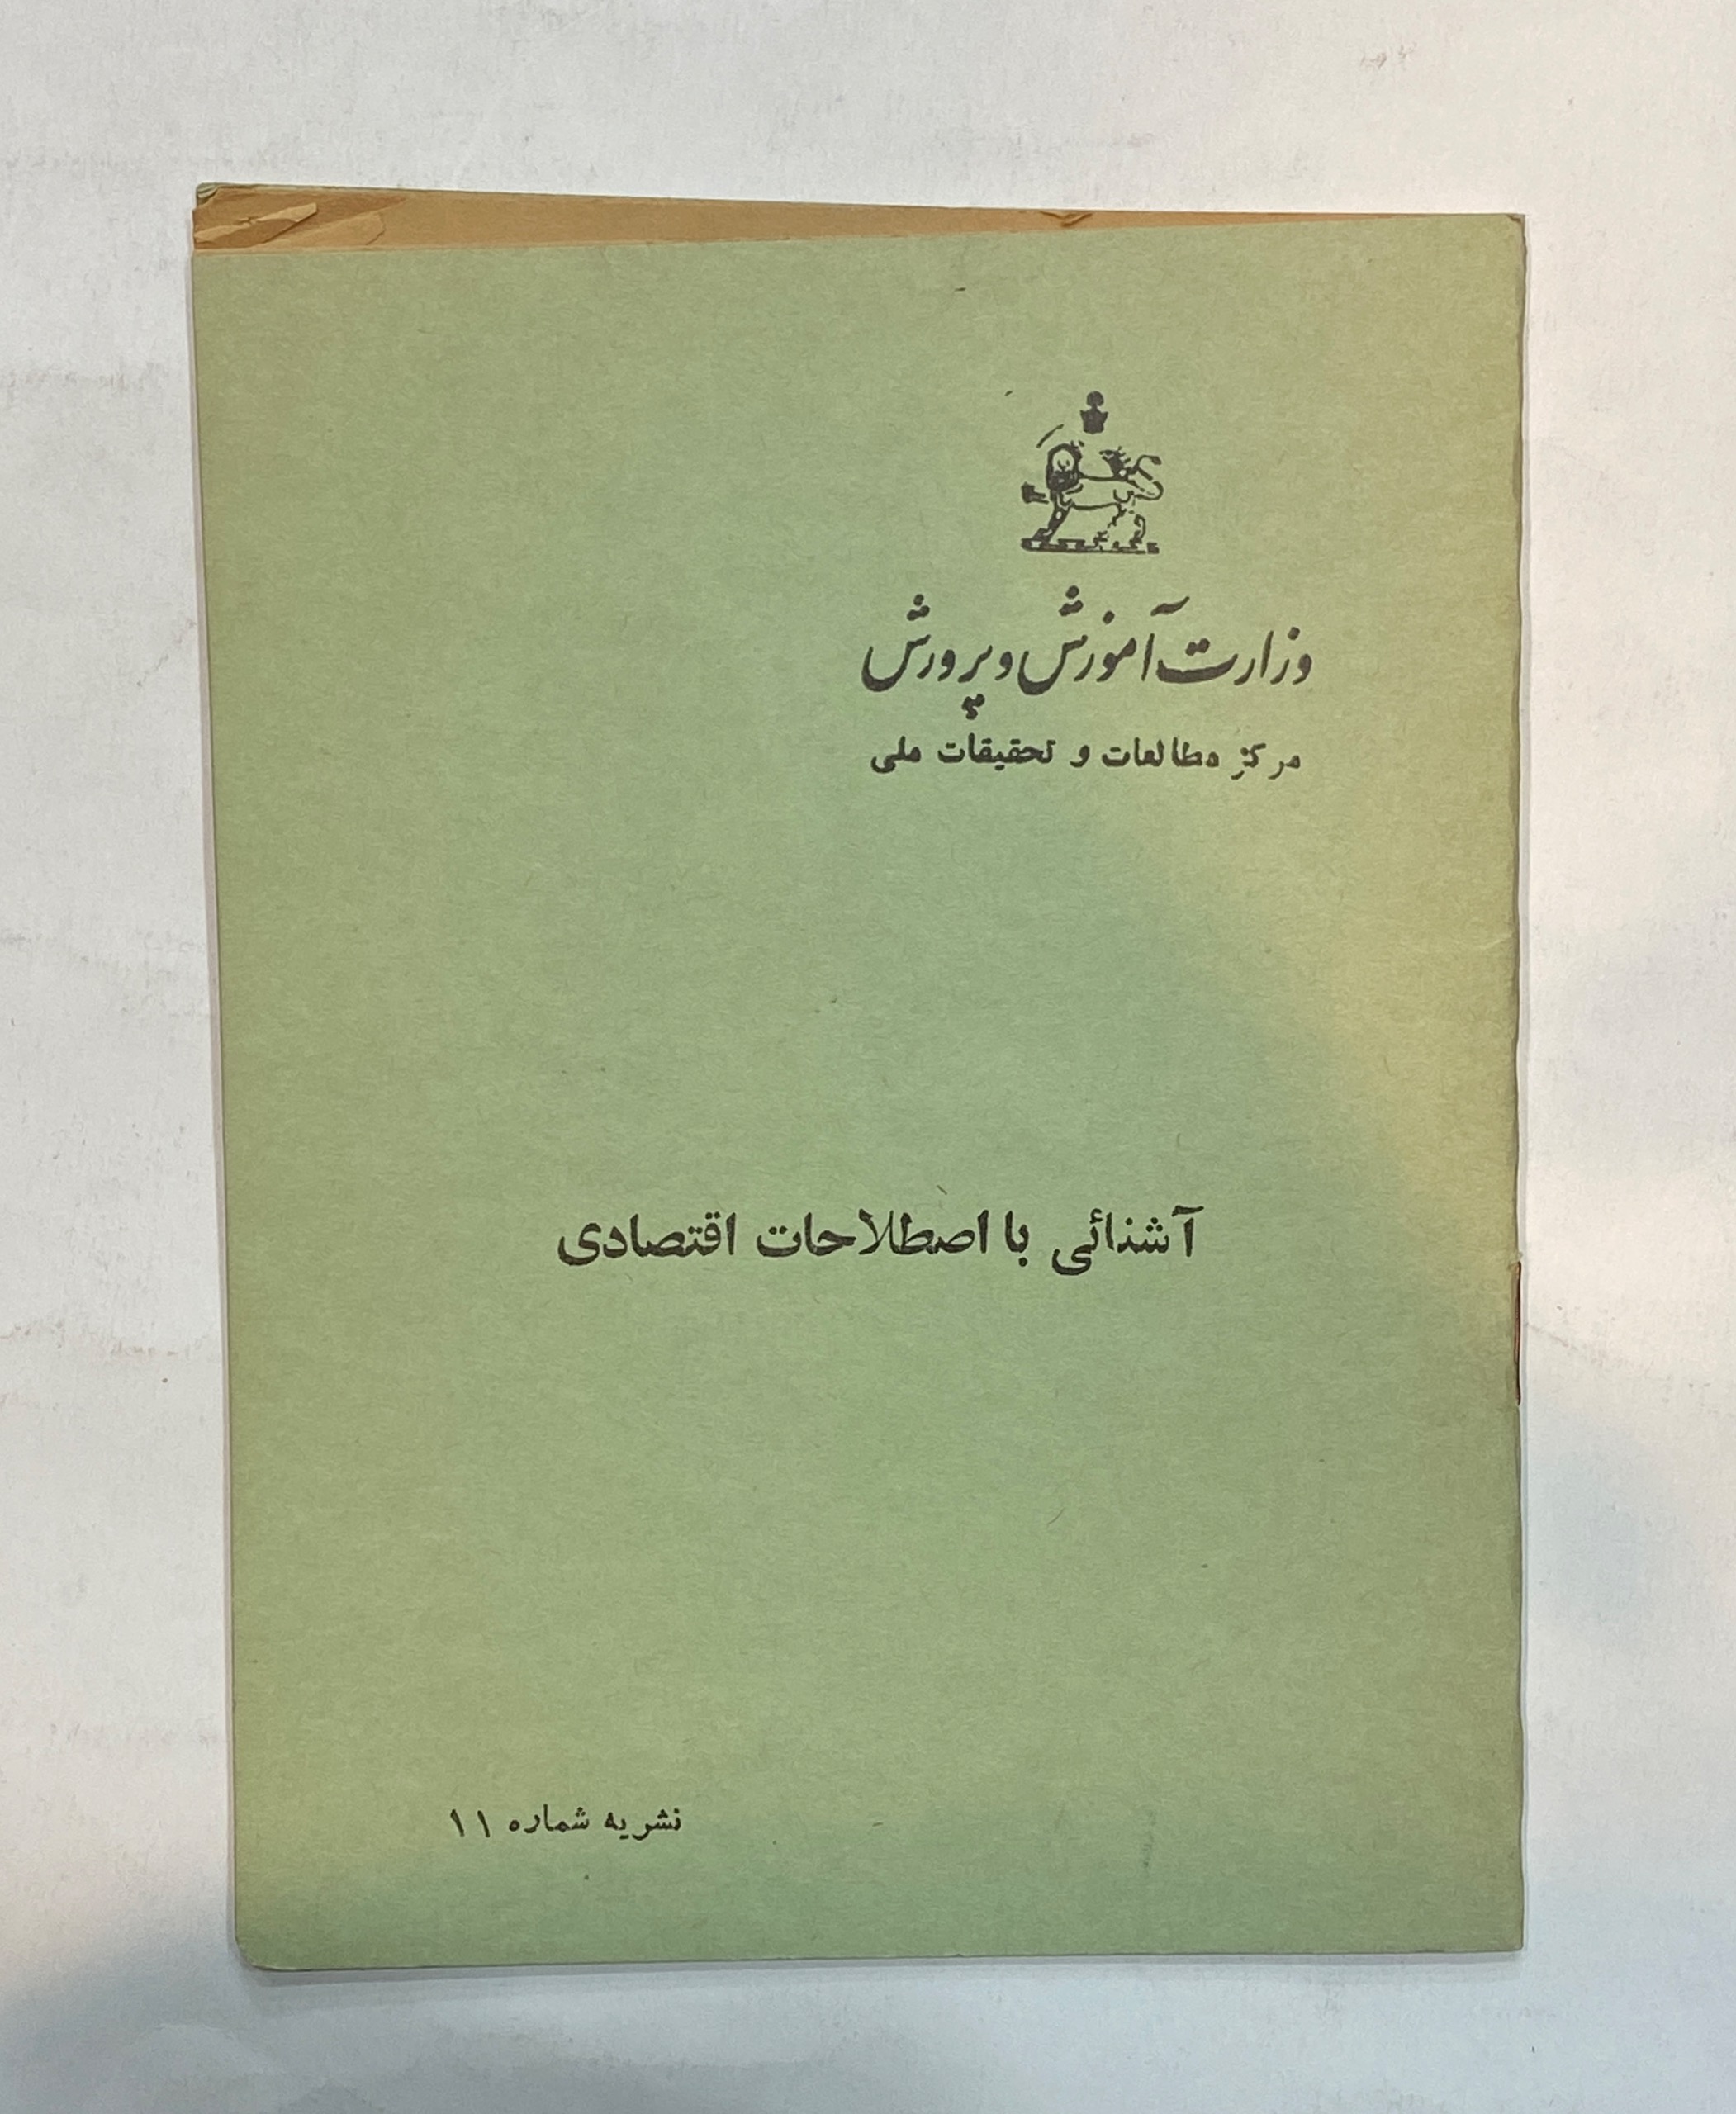 وزارت آموزش و پرورش
مرکز مطالعات و تحقیقات ملی
آشنائی با اصطلاحات اقتصادی
نشریه شماره ۱۱